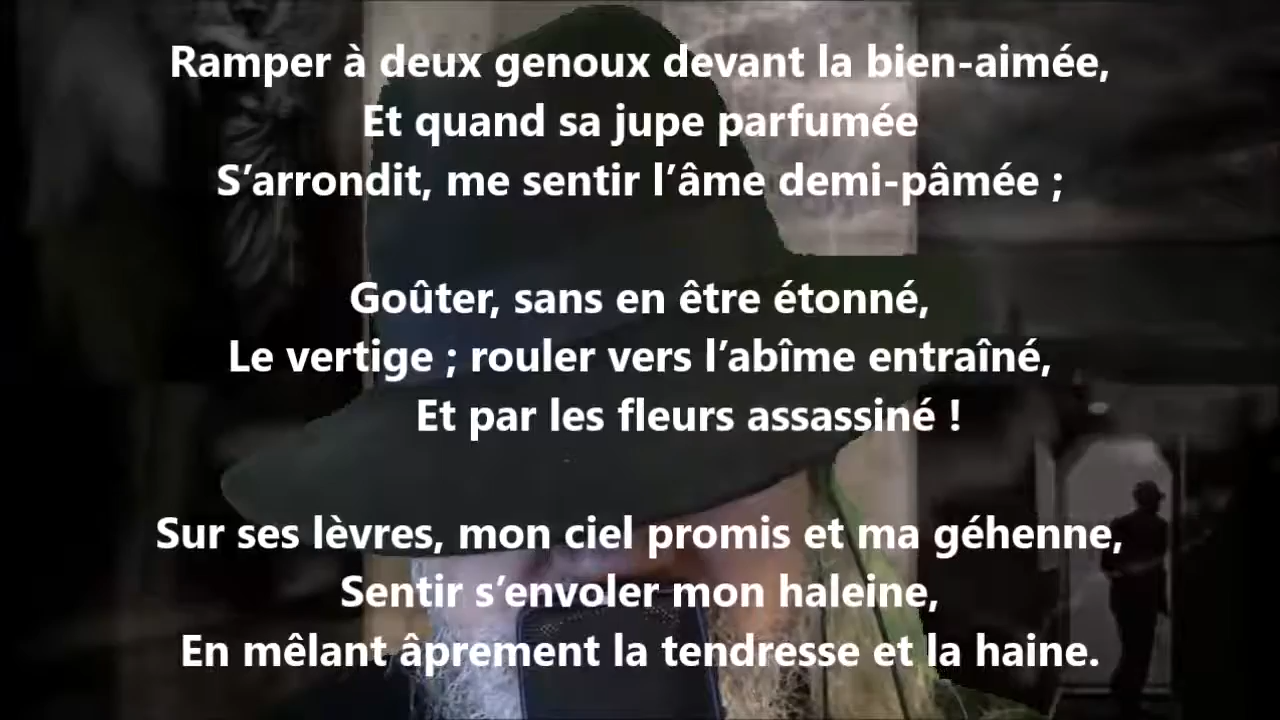 Ramper à deux genoux devant la bien-aimée,
Et quand sa jupe parfumée
S’arrondit, me sentir l’âme demi-pâmée ;
Goûter, sans en être étonné,
Le vertige ; rouler vers l’abîme entraîné,
Et par les fleurs assassiné !
Sur ses lèvres, mon ciel promis et ma géhenne,
Sentir s’envoler mon haleine,
En mêlant âprement la tendresse et la haine.